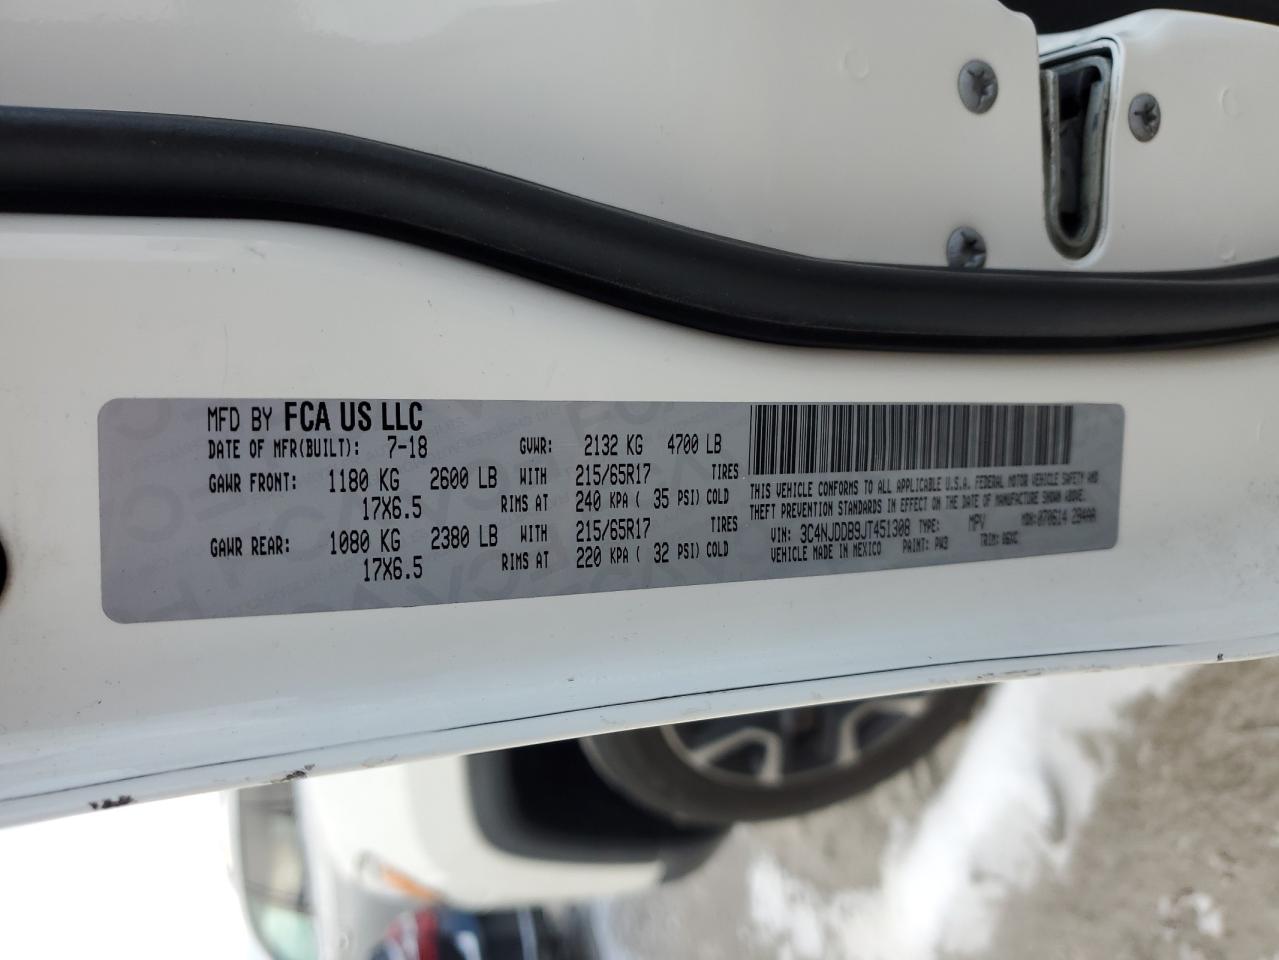 MFD BY FCA US LLC
DATE OF MFR(BUILT): 7-18 GVWR: 2132 KG 4700 LB
GAWR FRONT: 1180 KG 2600 LB WITH 215/65R17 TIRES
17X6.5 RIMS AT 240 KPA ( 35 PSI) COLD
GAWR REAR: 1080 KG 2380 LB WITH 215/65R17 TIRES
17X6.5 RIMS AT 220 KPA ( 32 PSI) COLD
THIS VEHICLE CONFORMS TO ALL APPLICABLE U.S.A. FEDERAL MOTOR VEHICLE SAFETY AND
THEFT PREVENTION STANDARDS IN EFFECT ON THE DATE OF MANUFACTURE SHOWN ABOVE.
VIN: 3C4NJDDB9JT451308 TYPE: MPV MDH:070614 284AA
VEHICLE MADE IN MEXICO PAINT: PW3 TRIM: